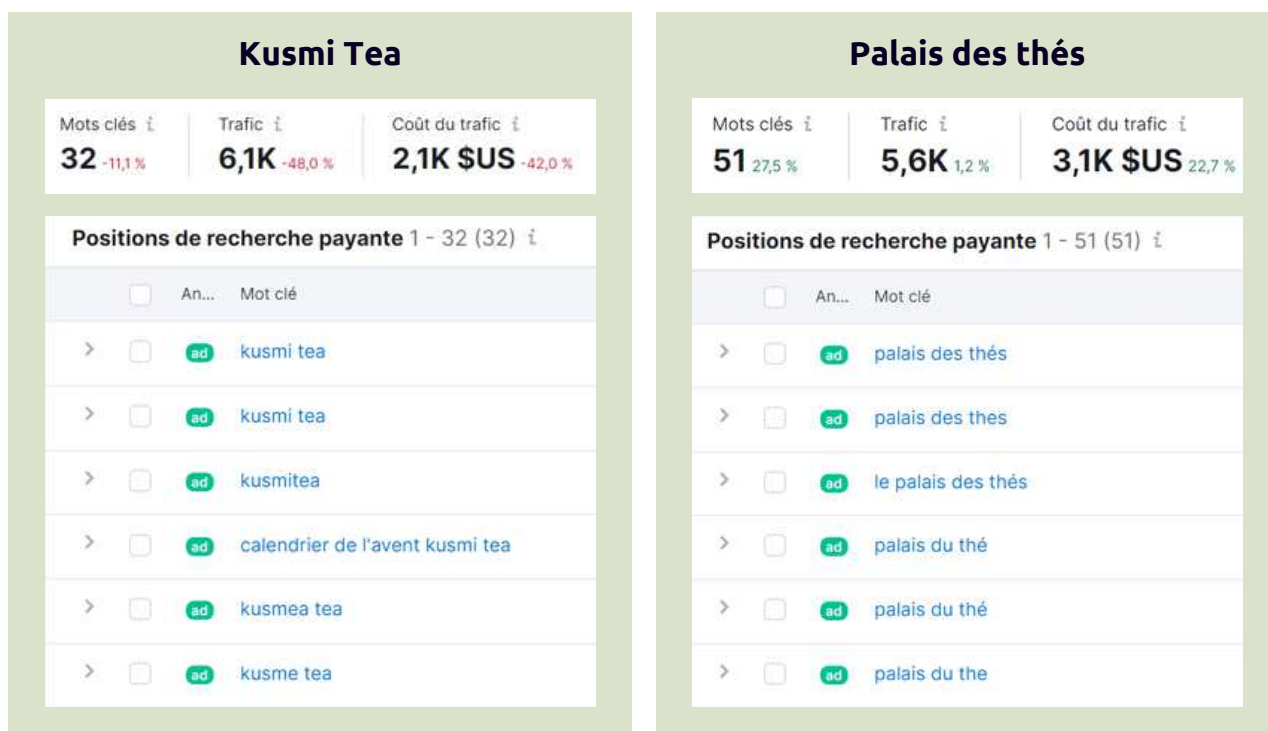 Kusmi Tea
Mots clés i Trafic i Coût du trafic i
32 -11,1 % 6,1K -48,0 % 2,1K $US -42,0 %
Positions de recherche payante 1 - 32 (32) i
An... Mot clé
ad kusmi tea
ad kusmi tea
ad kusmitea
ad calendrier de l'avent kusmi tea
ad kusmea tea
ad kusme tea
Palais des thés
Mots clés i Trafic i Coût du trafic i
51 27,5 % 5,6K 1,2 % 3,1K $US 22,7 %
Positions de recherche payante 1 - 51 (51) i
An... Mot clé
ad palais des thés
ad palais des thes
ad le palais des thés
ad palais du thé
ad palais du thé
ad palais du the